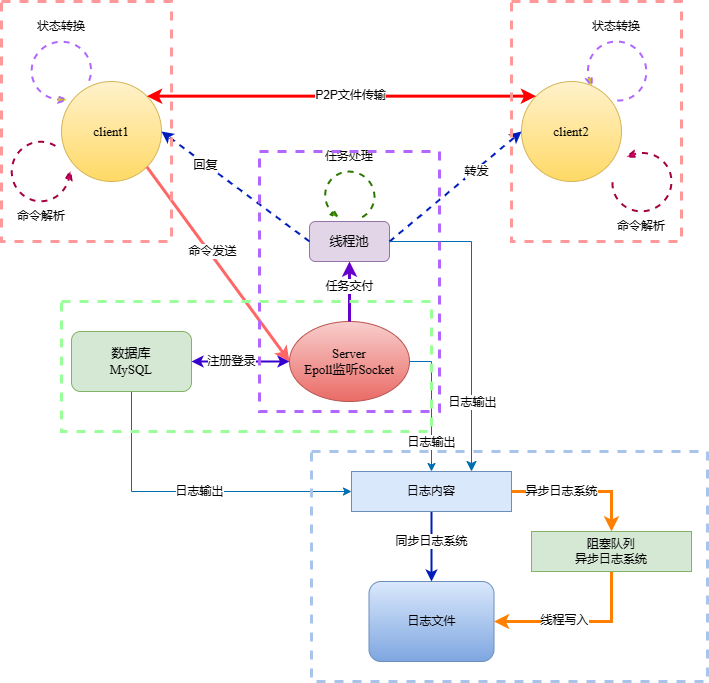 状态转换
状态转换
P2P文件传输
client1
client2
任务处理
回复
转发
命令解析
命令解析
线程池
命令发送
任务交付
数据库
MySQL
注册登录
Server
Epoll监听Socket
日志输出
日志输出
日志输出
日志内容
异步日志系统
同步日志系统
阻塞队列
异步日志系统
日志文件
线程写入